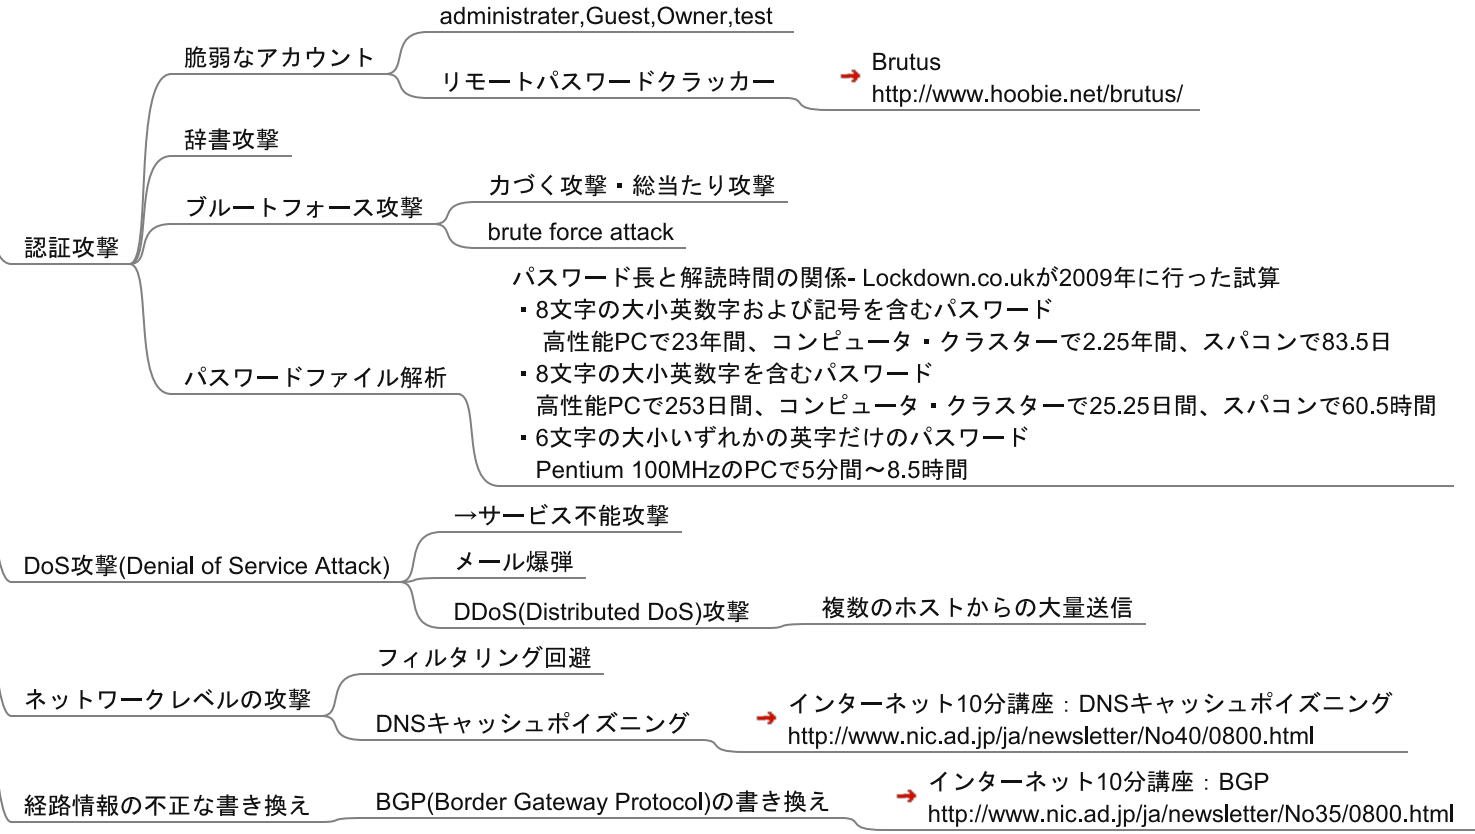 認証攻撃
脆弱なアカウント
administrater,Guest,Owner,test
リモートパスワードクラッカー
Brutus
http://www.hoobie.net/brutus/
辞書攻撃
ブルートフォース攻撃
力づく攻撃・総当たり攻撃
brute force attack
パスワードファイル解析
パスワード長と解読時間の関係- Lockdown.co.ukが2009年に行った試算
・8文字の大小英数字および記号を含むパスワード
高性能PCで23年間、コンピュータ・クラスターで2.25年間、スパコンで83.5日
・8文字の大小英数字を含むパスワード
高性能PCで253日間、コンピュータ・クラスターで25.25日間、スパコンで60.5時間
・6文字の大小いずれかの英字だけのパスワード
Pentium 100MHzのPCで5分間〜8.5時間
DoS攻撃(Denial of Service Attack)
→サービス不能攻撃
メール爆弾
DDoS(Distributed DoS)攻撃
複数のホストからの大量送信
ネットワークレベルの攻撃
フィルタリング回避
DNSキャッシュポイズニング
インターネット10分講座：DNSキャッシュポイズニング
http://www.nic.ad.jp/ja/newsletter/No40/0800.html
経路情報の不正な書き換え
BGP(Border Gateway Protocol)の書き換え
インターネット10分講座：BGP
http://www.nic.ad.jp/ja/newsletter/No35/0800.html